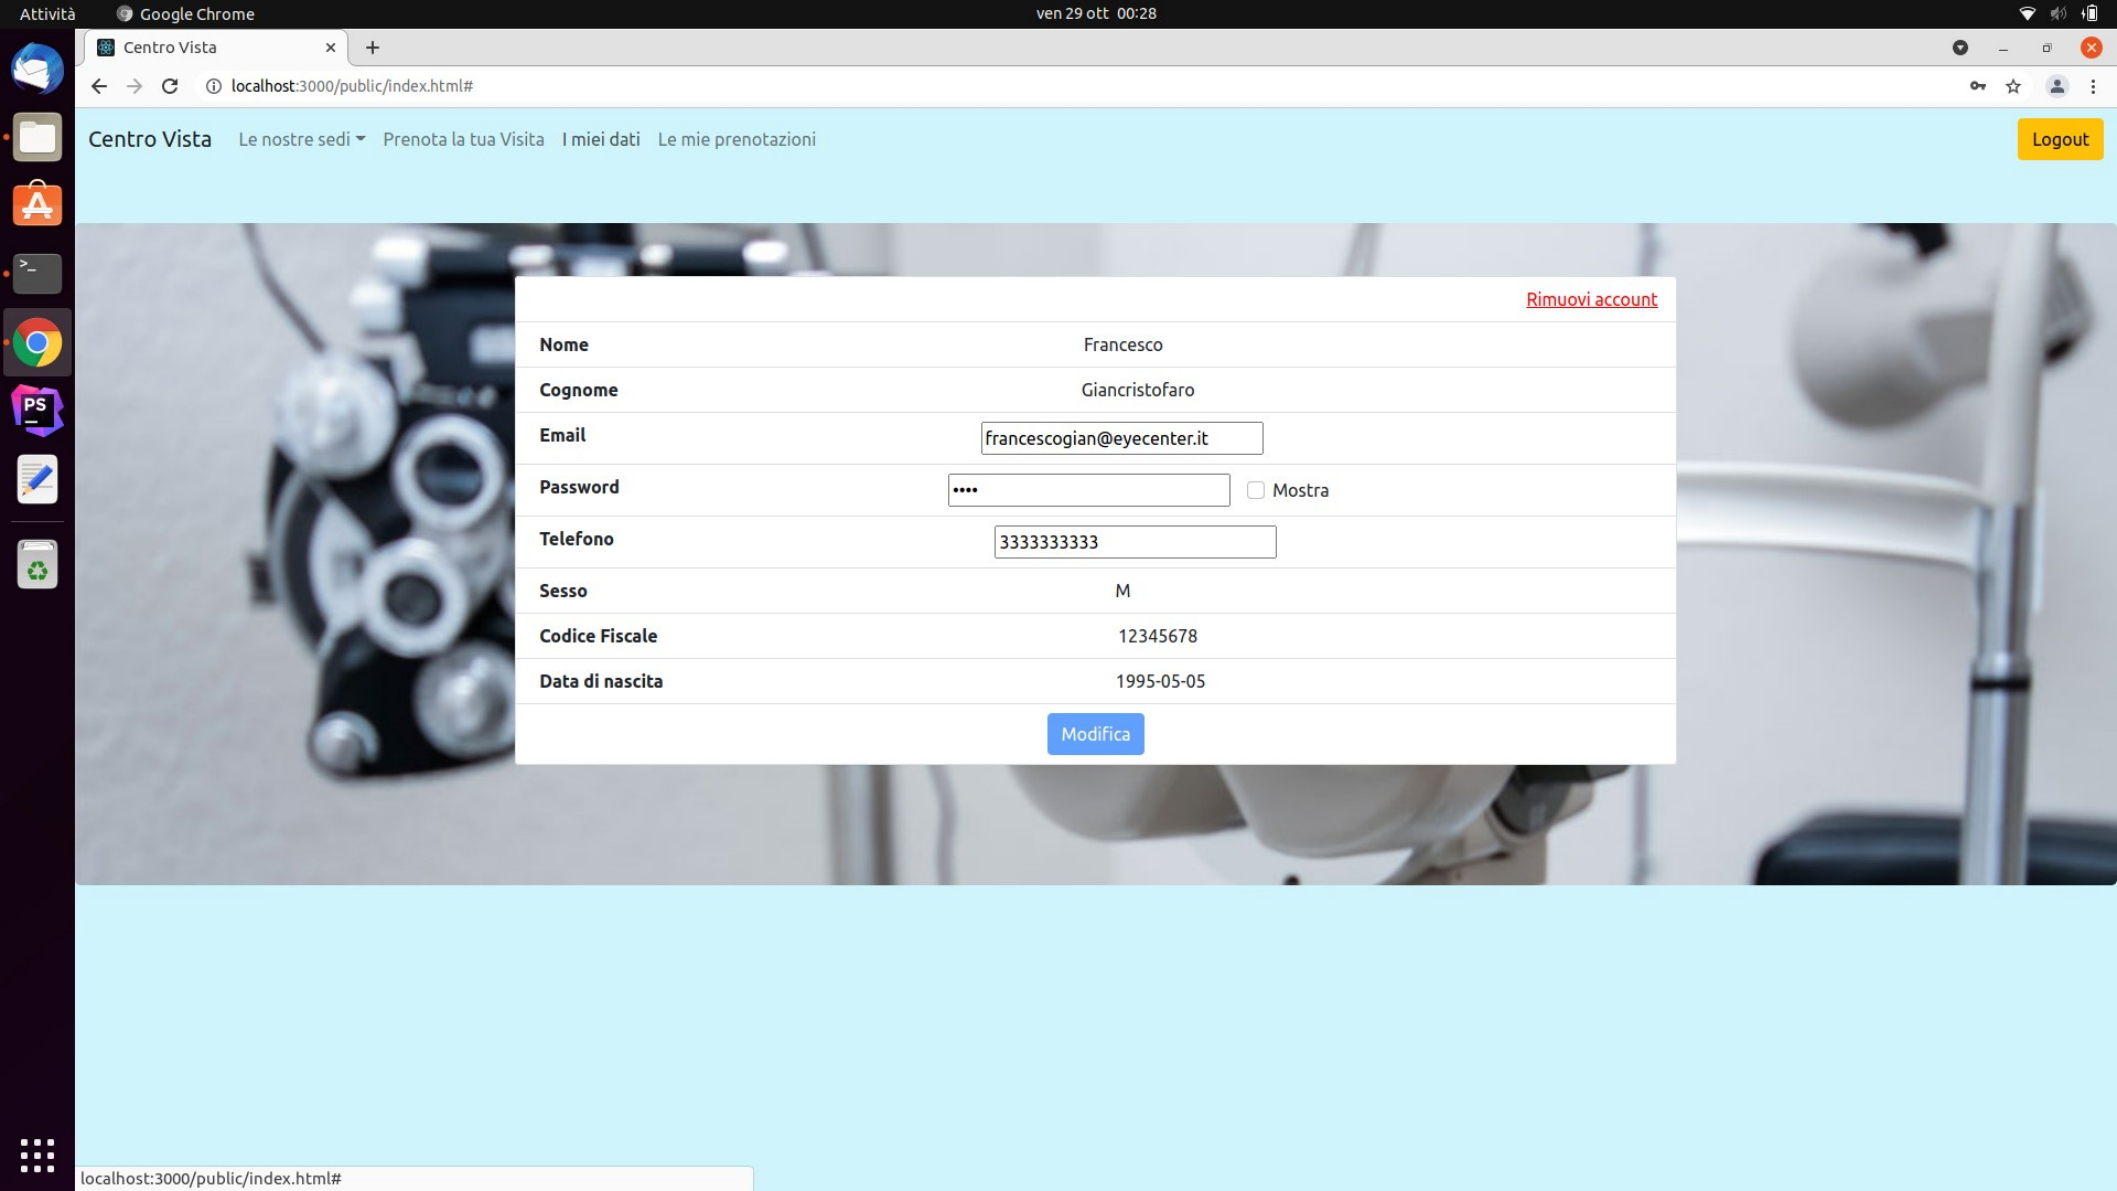 Attività Google Chrome ven 29 ott 00:28
Centro Vista
localhost:3000/public/index.html#
Centro Vista Le nostre sedi Prenota la tua Visita I miei dati Le mie prenotazioni Logout
Rimuovi account
Nome Francesco
Cognome Giancristofaro
Email francescogian@eyecenter.it
Password •••• Mostra
Telefono 3333333333
Sesso M
Codice Fiscale 12345678
Data di nascita 1995-05-05
Modifica
PS
localhost:3000/public/index.html#